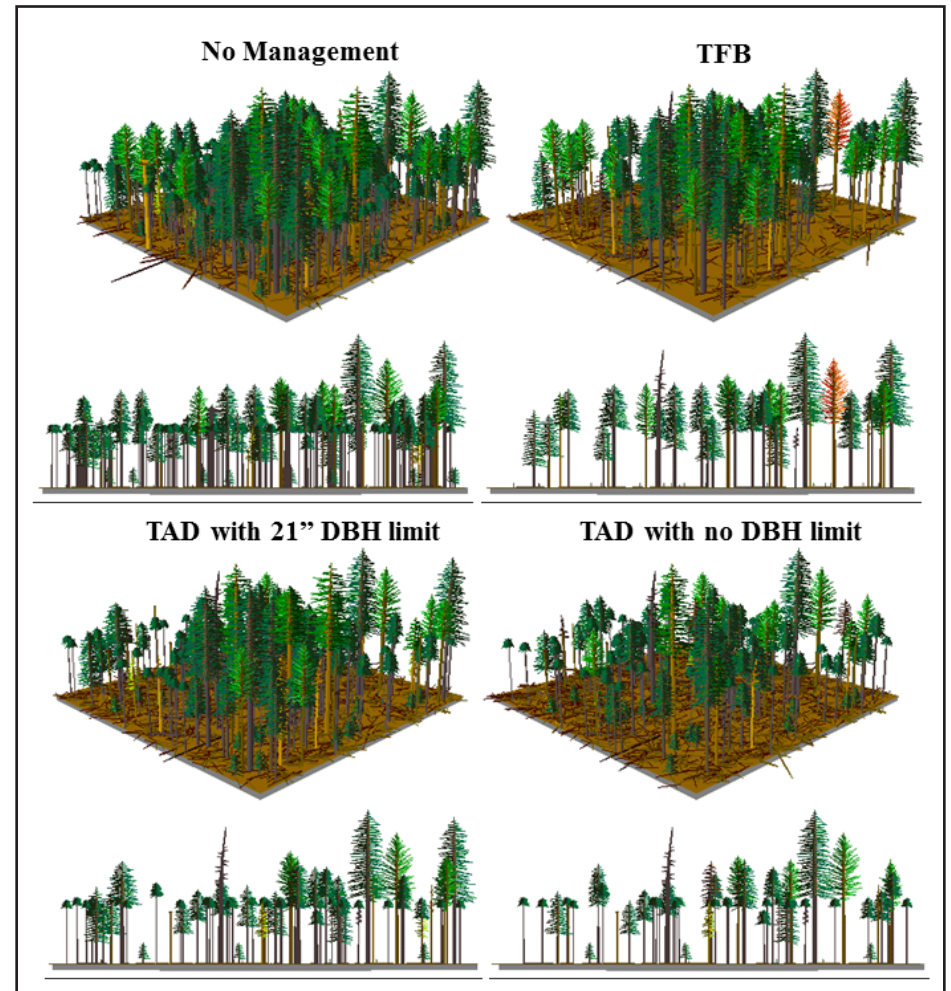 No Management
TFB
TAD with 21” DBH limit
TAD with no DBH limit